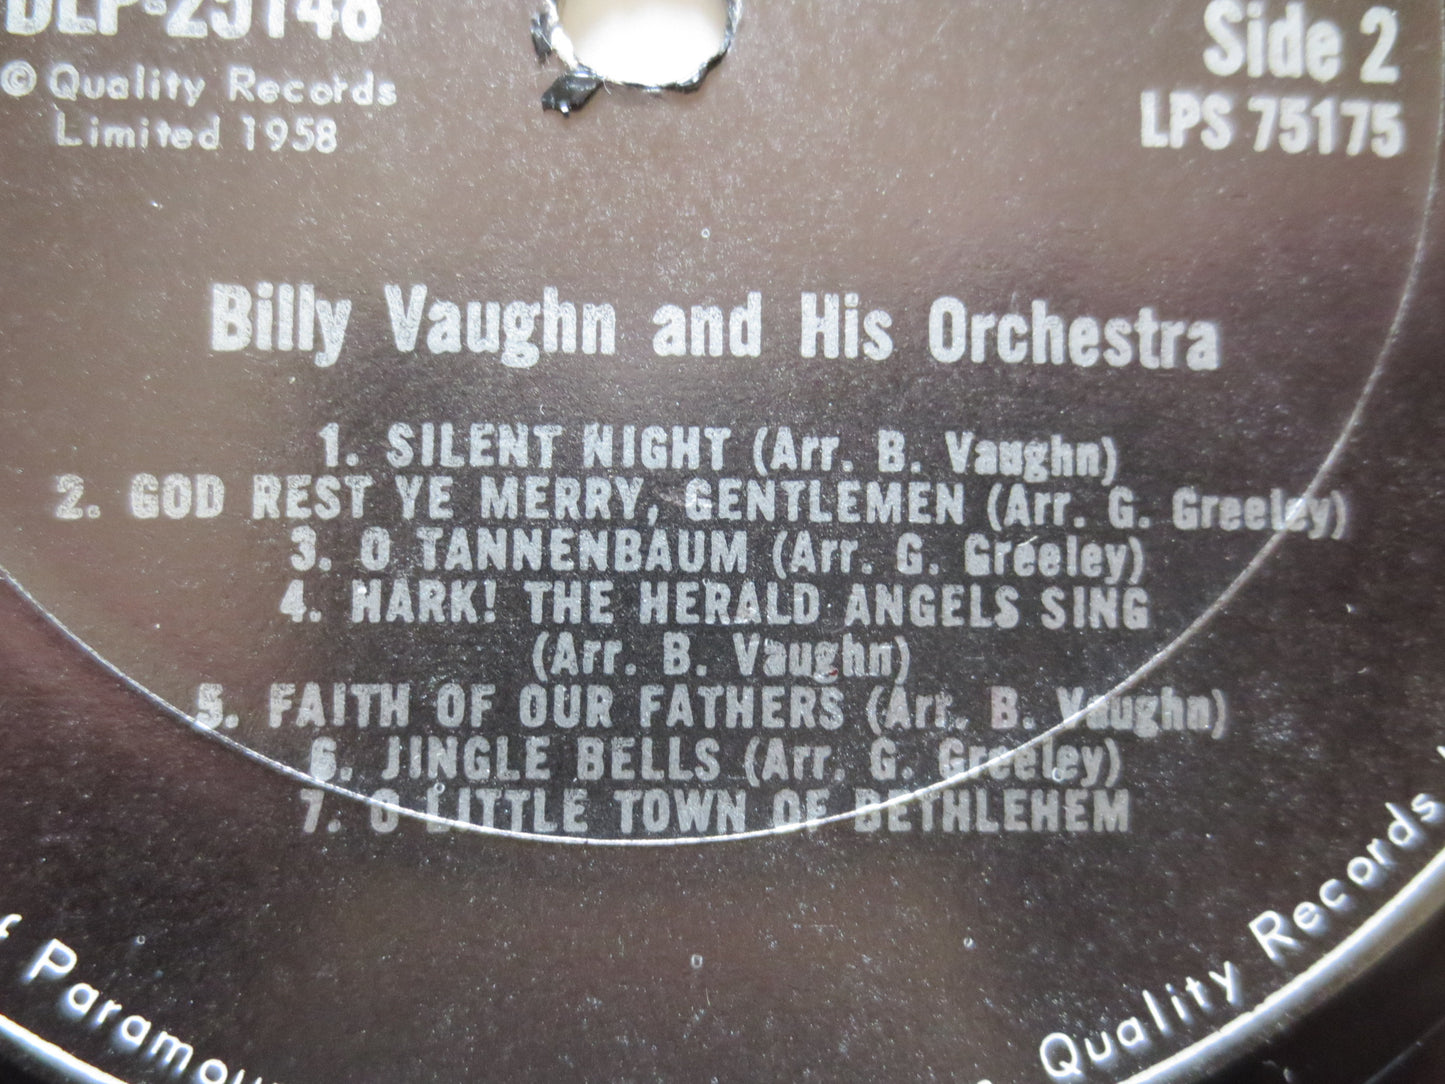 DLP-25148
© Quality Records
Limited 1958
Side 2
LPS 75175
Billy Vaughn and His Orchestra
1. SILENT NIGHT (Arr. B. Vaughn)
2. GOD REST YE MERRY, GENTLEMEN (Arr. G. Greeley)
3. O TANNENBAUM (Arr. G. Greeley)
4. HARK! THE HERALD ANGELS SING
(Arr. B. Vaughn)
5. FAITH OF OUR FATHERS (Arr. B. Vaughn)
6. JINGLE BELLS (Arr. G. Greeley)
7. O LITTLE TOWN OF BETHLEHEM
Quality Records